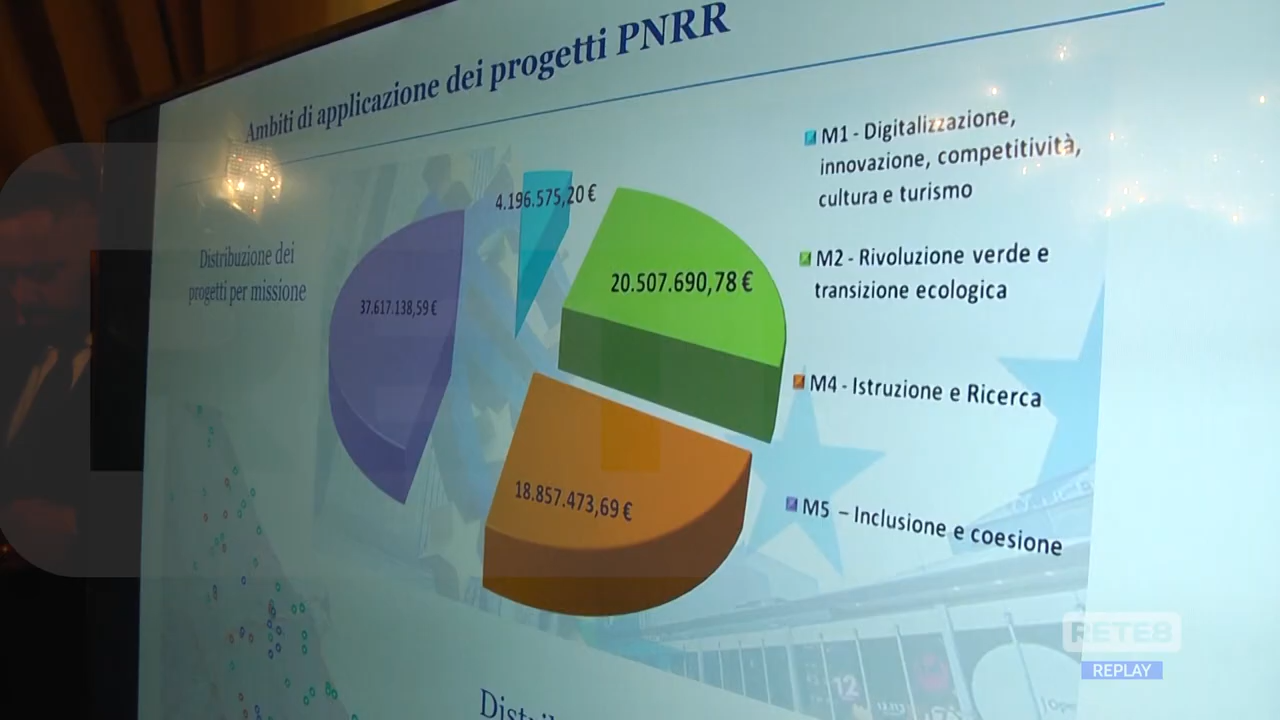 Ambiti di applicazione dei progetti PNRR
Distribuzione dei
progetti per missione
4.196.575,20 €
20.507.690,78 €
37.617.138,59 €
18.857.473,69 €
M1 - Digitalizzazione,
innovazione, competitività,
cultura e turismo
M2 - Rivoluzione verde e
transizione ecologica
M4 - Istruzione e Ricerca
M5 – Inclusione e coesione
12
RETE8
REPLAY